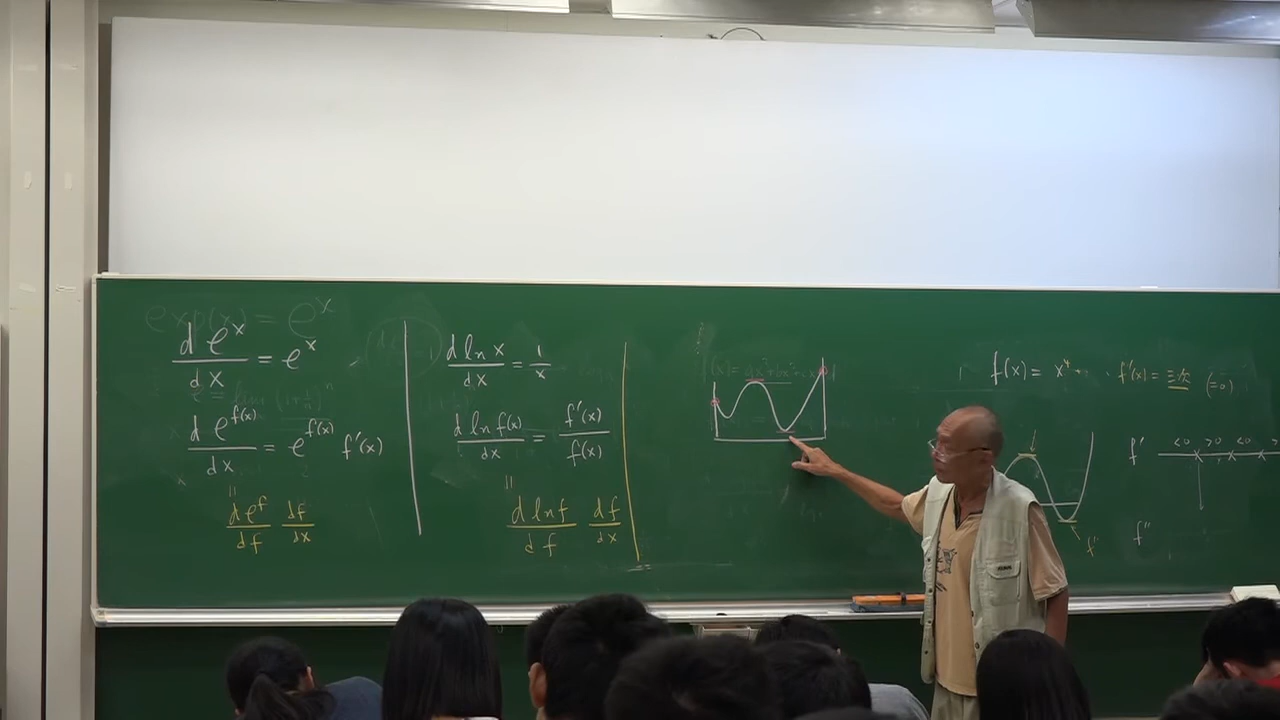 exp(x) = e^x
d e^x / dx = e^x
d e^f(x) / dx = e^f(x) f'(x)
"
d e^f / df df / dx
d ln x / dx = 1 / x
d ln f(x) / dx = f'(x) / f(x)
"
d ln f / df df / dx
f(x) = x⁴ , f'(x) = 三次 (=0)
f' <0 >0 <0 >
f'
f"